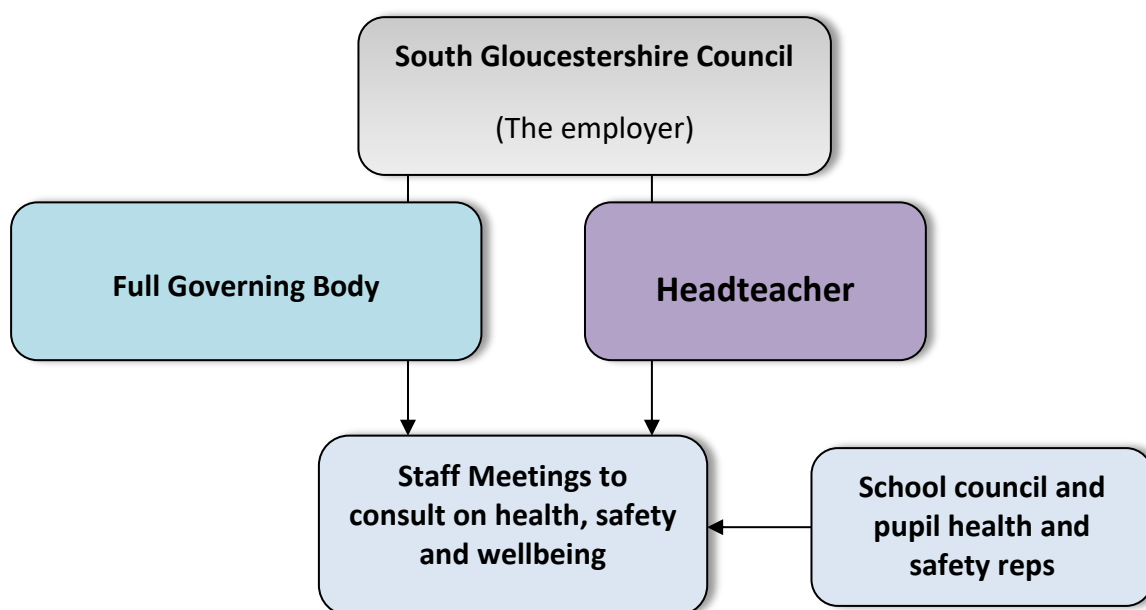 South Gloucestershire Council
(The employer)
Full Governing Body
Headteacher
Staff Meetings to
consult on health, safety
and wellbeing
School council and
pupil health and
safety reps